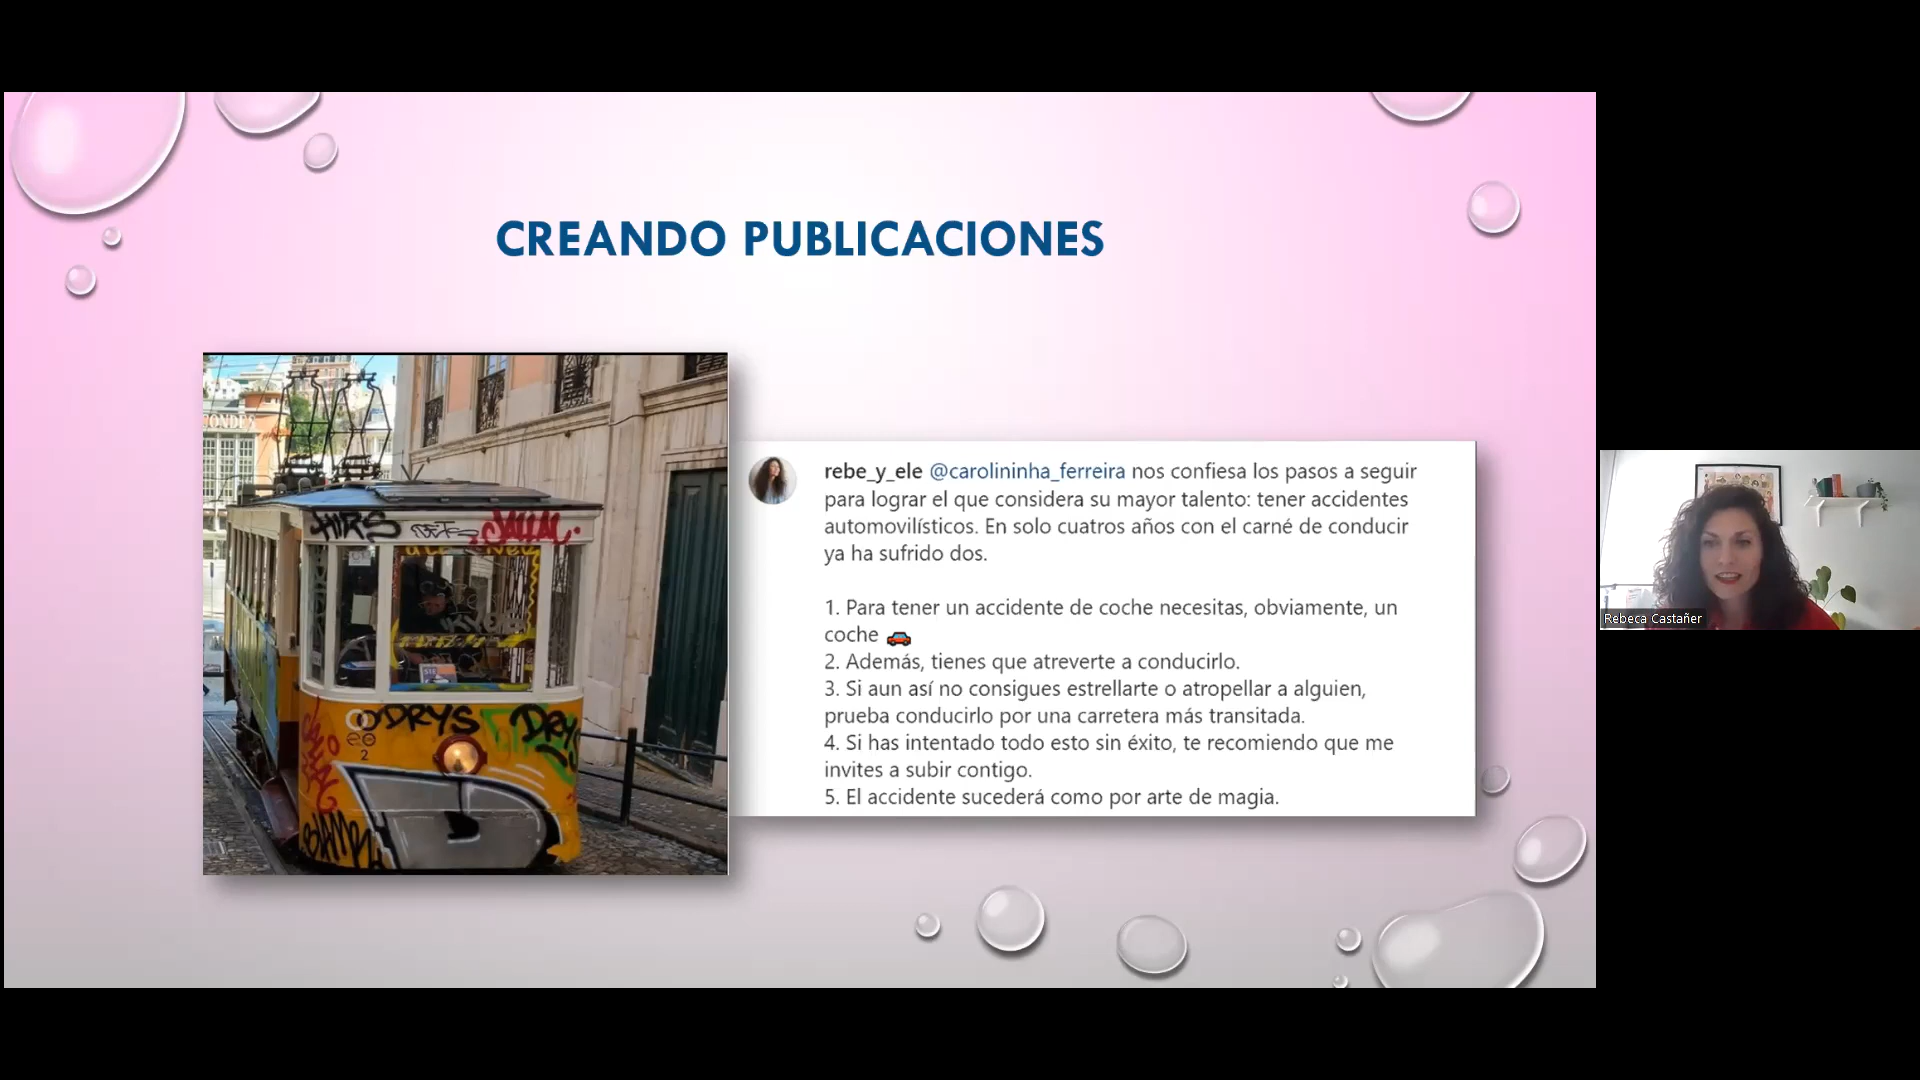 CREANDO PUBLICACIONES
HIRS
DRYS
2
rebe_y_ele @carolininha_ferreira nos confiesa los pasos a seguir
para lograr el que considera su mayor talento: tener accidentes
automovilísticos. En solo cuatros años con el carné de conducir
ya ha sufrido dos.
1. Para tener un accidente de coche necesitas, obviamente, un
coche
2. Además, tienes que atreverte a conducirlo.
3. Si aun así no consigues estrellarte o atropellar a alguien,
prueba conducirlo por una carretera más transitada.
4. Si has intentado todo esto sin éxito, te recomiendo que me
invites a subir contigo.
5. El accidente sucederá como por arte de magia.
Rebeca Castañer